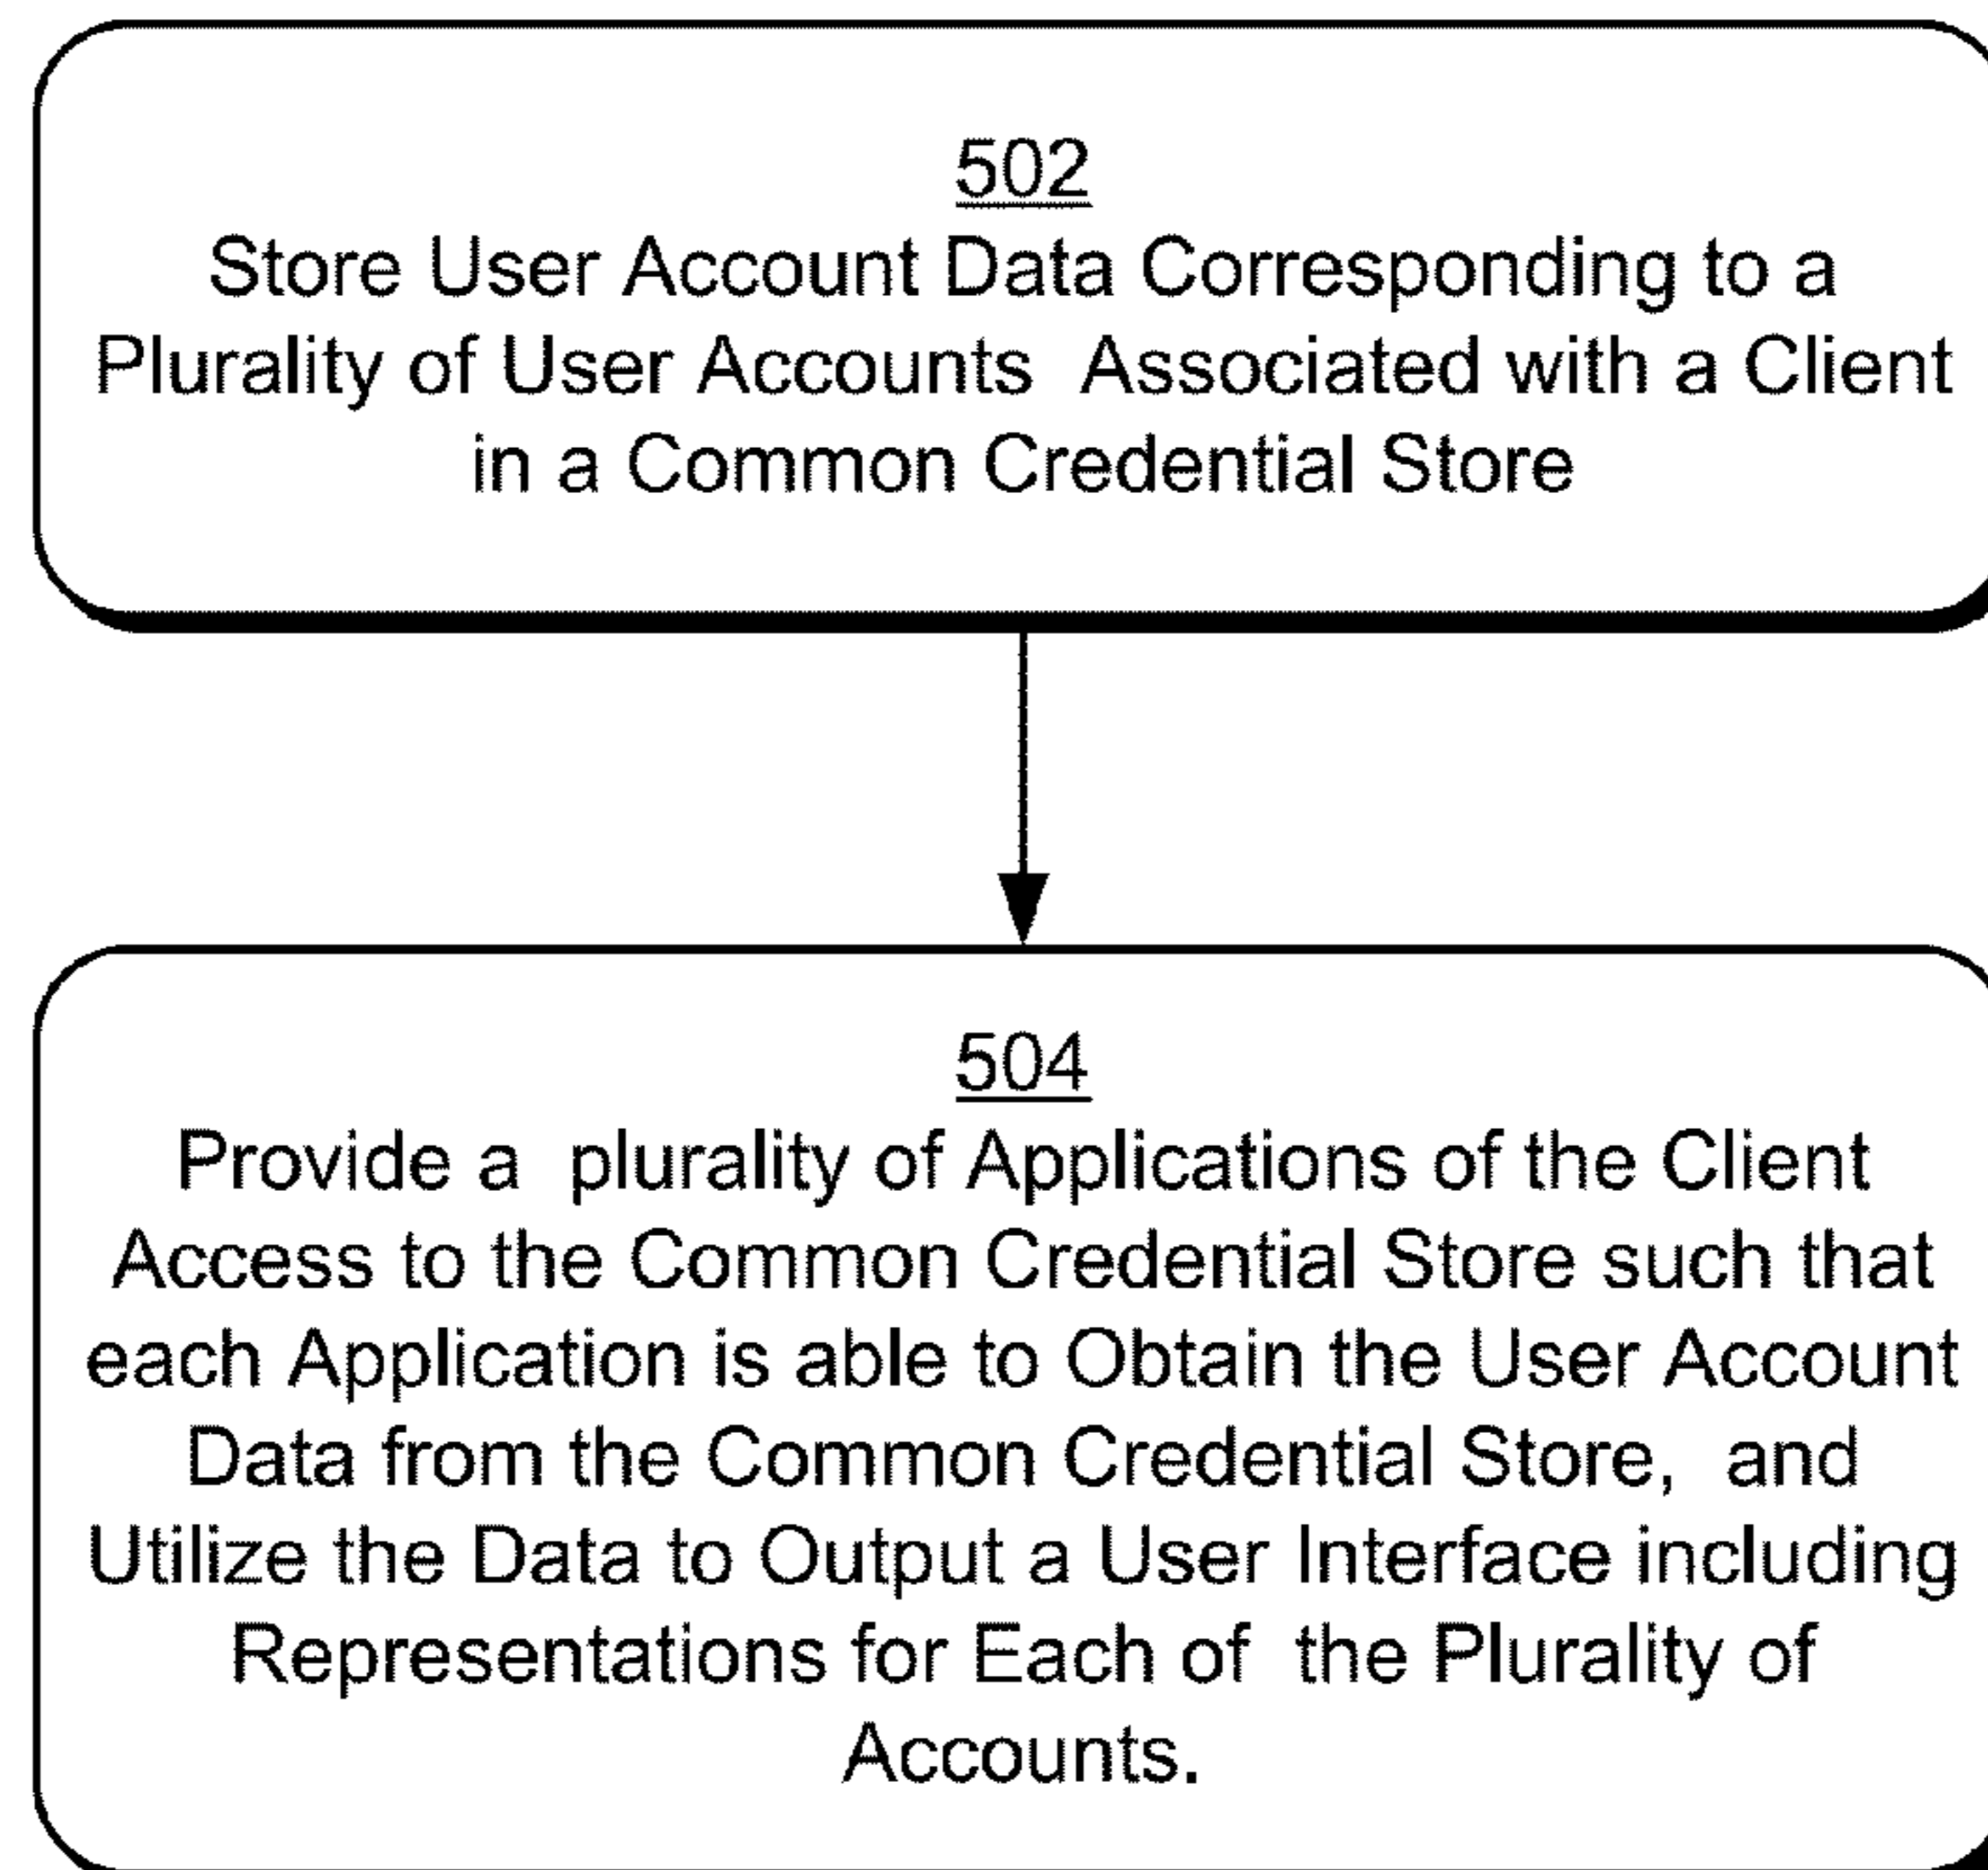 502
Store User Account Data Corresponding to a
Plurality of User Accounts  Associated with a Client
in a Common Credential Store
504
Provide a  plurality of Applications of the Client
Access to the Common Credential Store such that
each Application is able to Obtain the User Account
Data from the Common Credential Store,  and
Utilize the Data to Output a User Interface including
Representations for Each of  the Plurality of
Accounts.